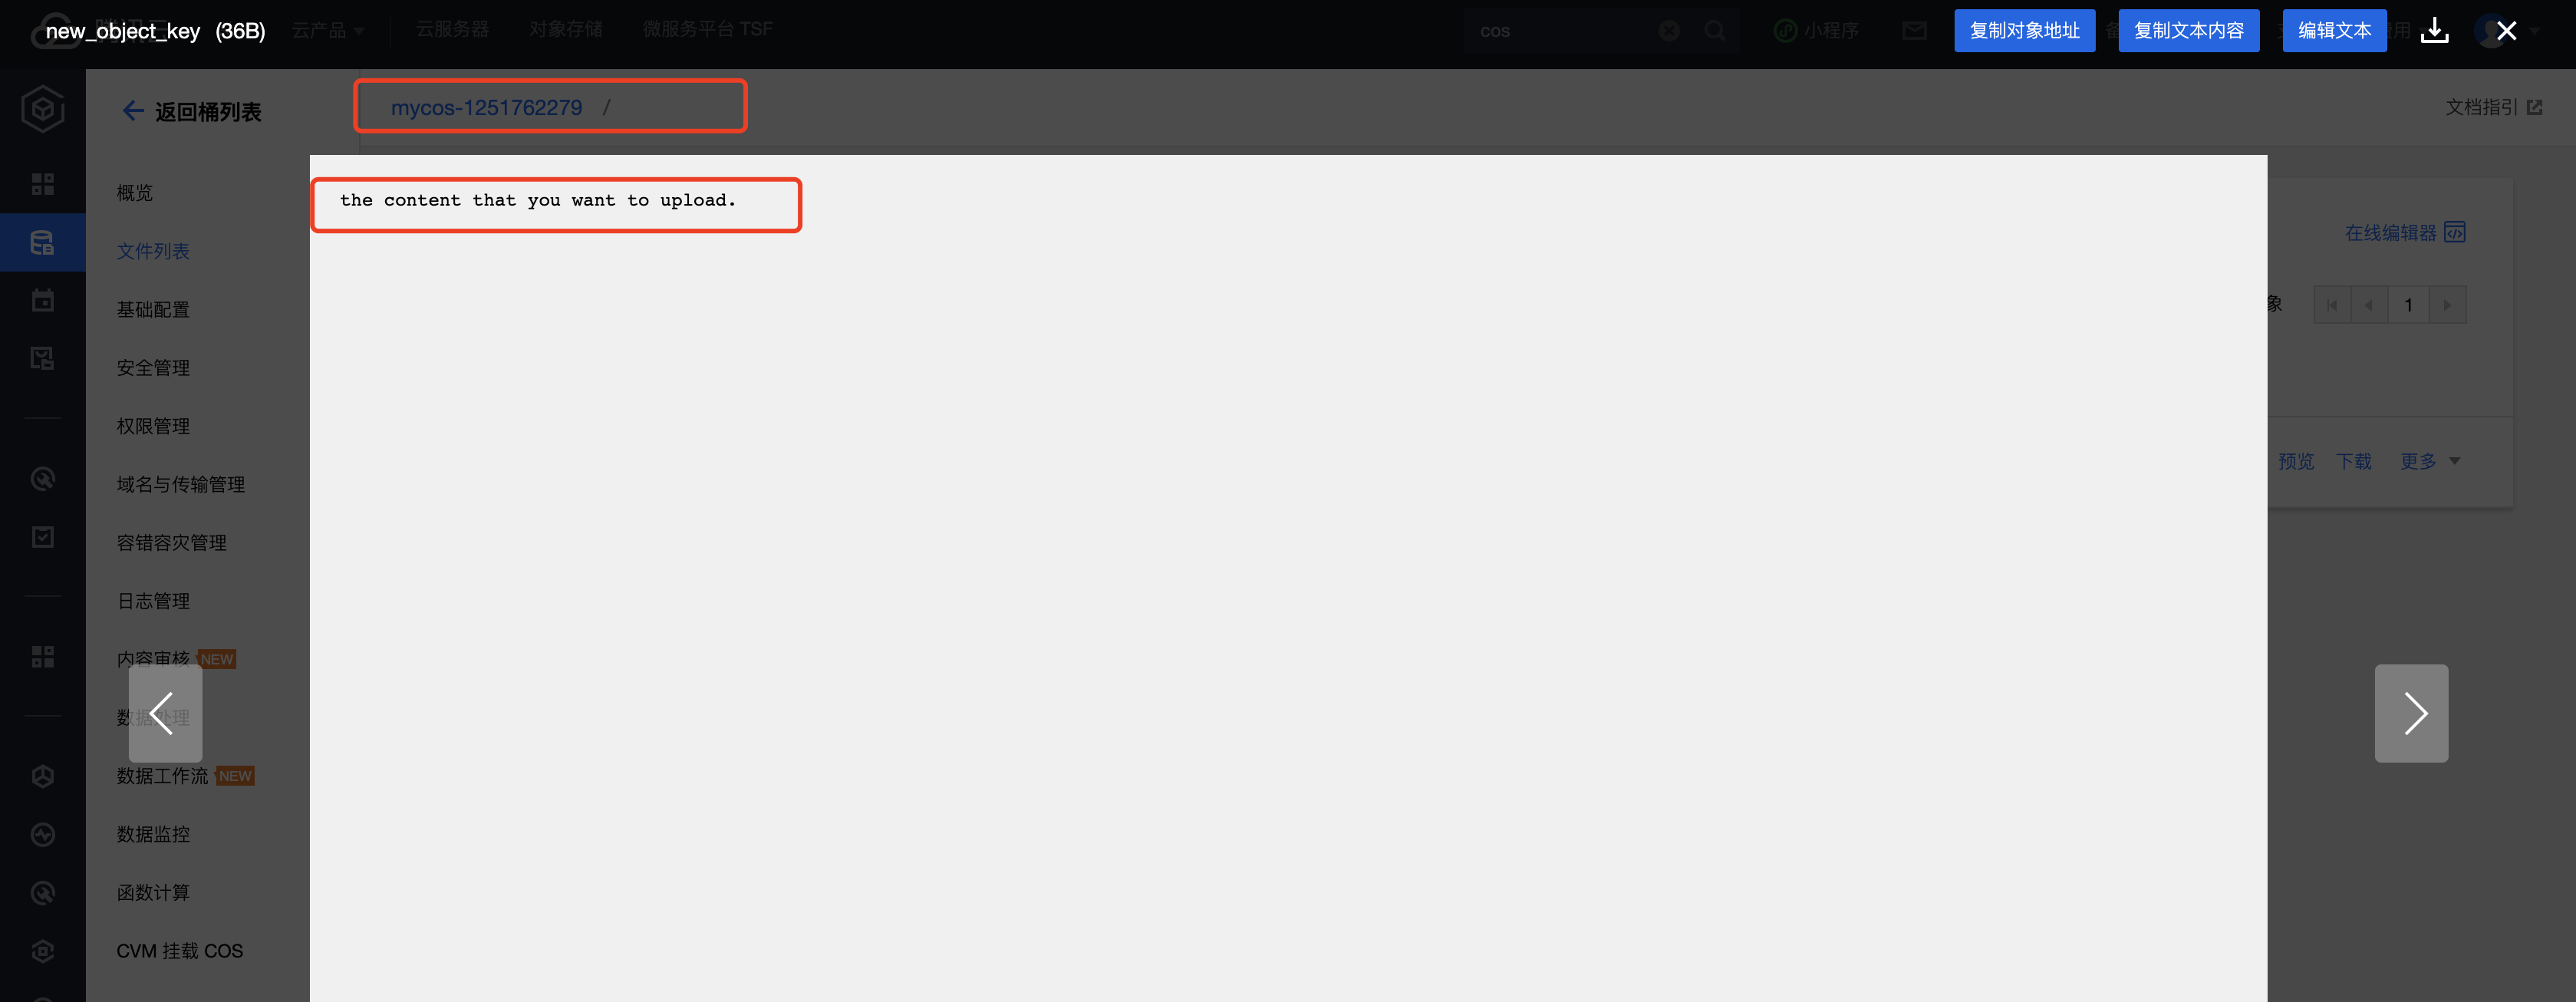 new_object_key (36B)
云产品 云服务器 对象存储 微服务平台 TSF
cos
小程序
复制对象地址 复制文本内容 编辑文本
返回桶列表
mycos-1251762279 /
文档指引
the content that you want to upload.
概览
文件列表
基础配置
安全管理
权限管理
域名与传输管理
容错容灾管理
日志管理
内容审核 NEW
数据处理
数据工作流 NEW
数据监控
函数计算
CVM 挂载 COS
在线编辑器
象 1
预览 下载 更多